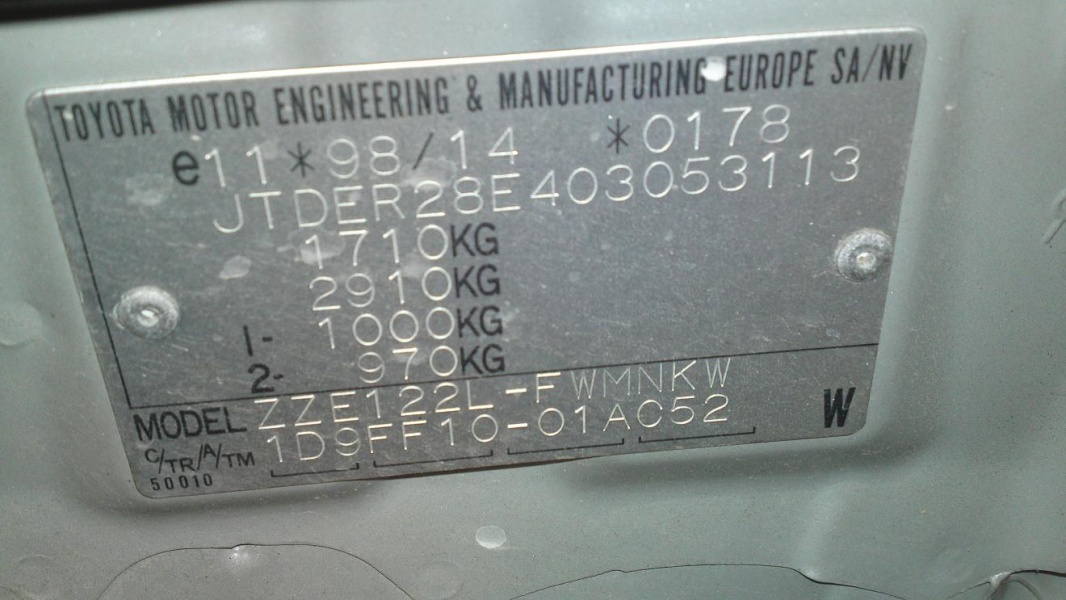 TOYOTA MOTOR ENGINEERING & MANUFACTURING EUROPE SA/NV
e11*98/14 *0178
JTDER28E403053113
1710KG
2910KG
1- 1000KG
2- 970KG
MODEL ZZE122L-FWMNKW
C/TR/A/TM 1D9FF10-01AC52
W
50010